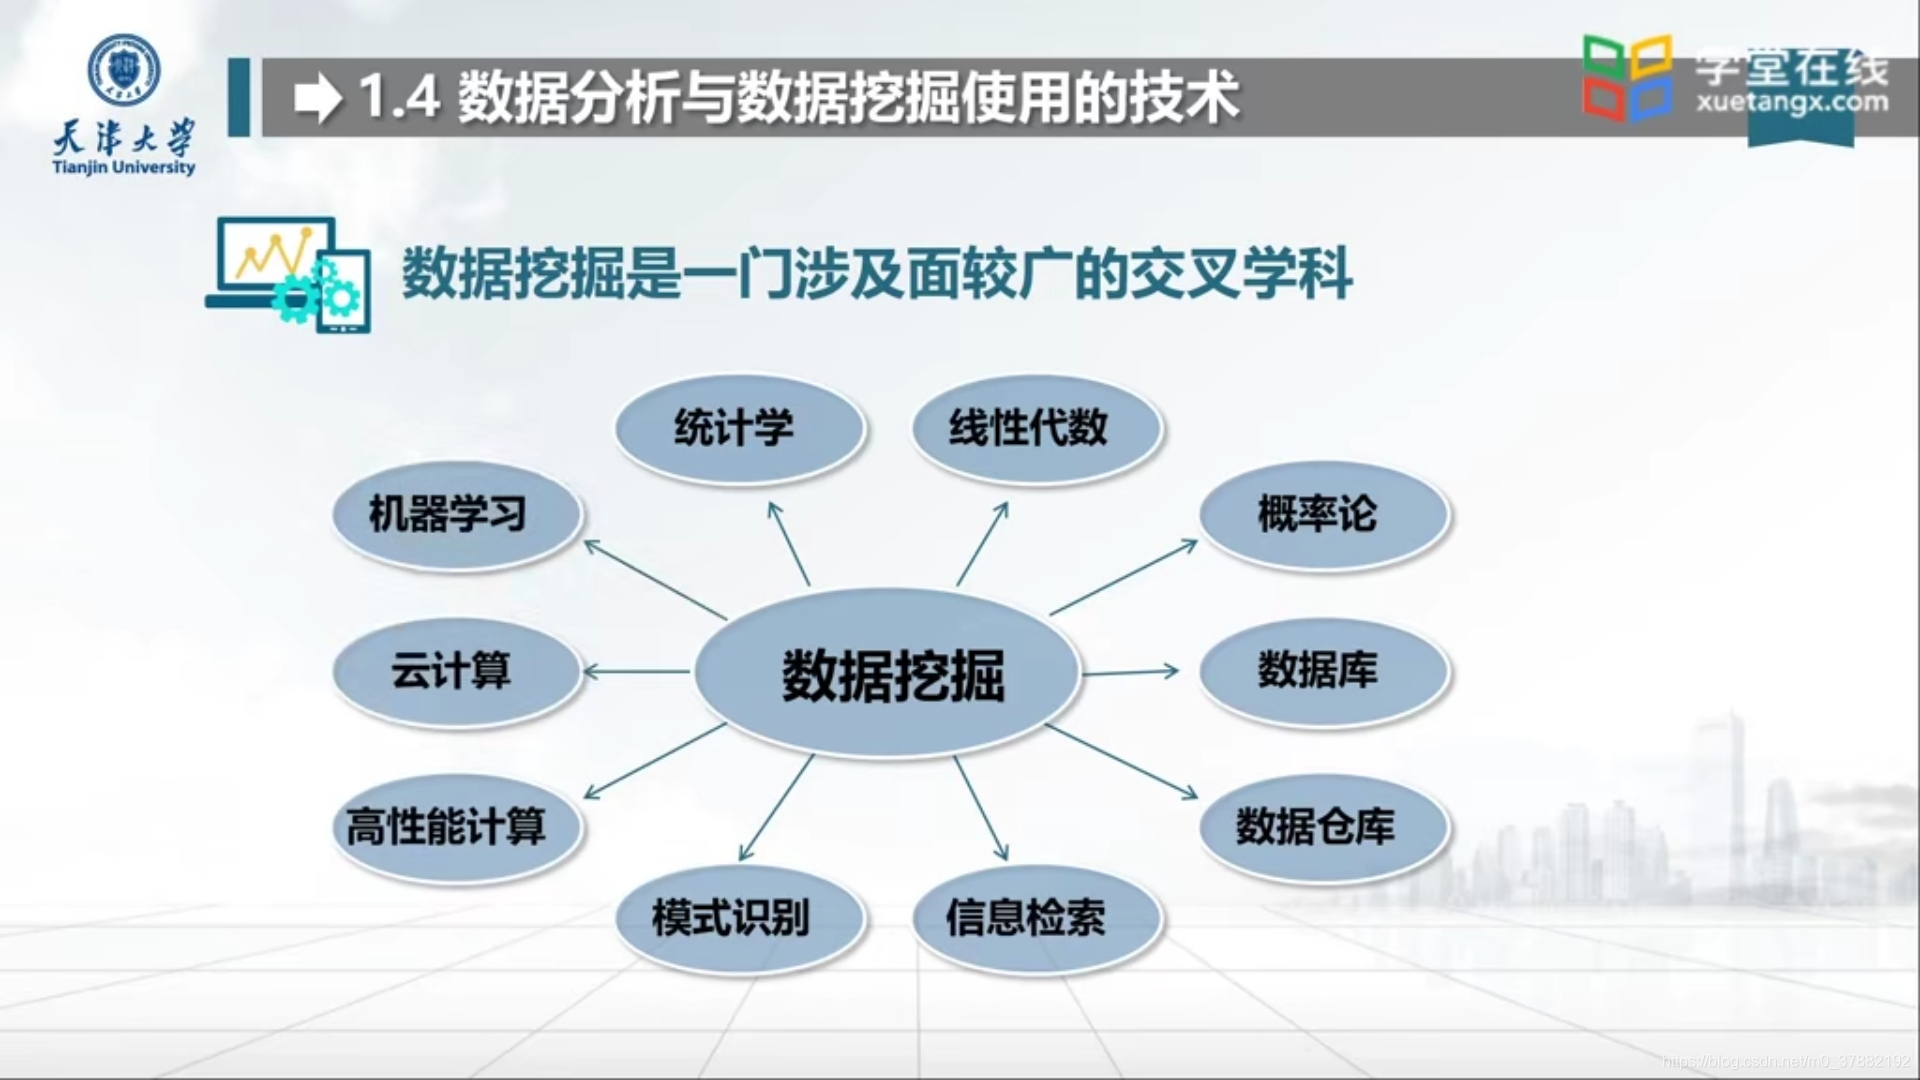 天津大学
Tianjin University
1.4 数据分析与数据挖掘使用的技术
学堂在线
xuetangx.com
数据挖掘是一门涉及面较广的交叉学科
统计学
线性代数
机器学习
概率论
云计算
数据挖掘
数据库
高性能计算
数据仓库
模式识别
信息检索
https://blog.csdn.net/m0_37882192